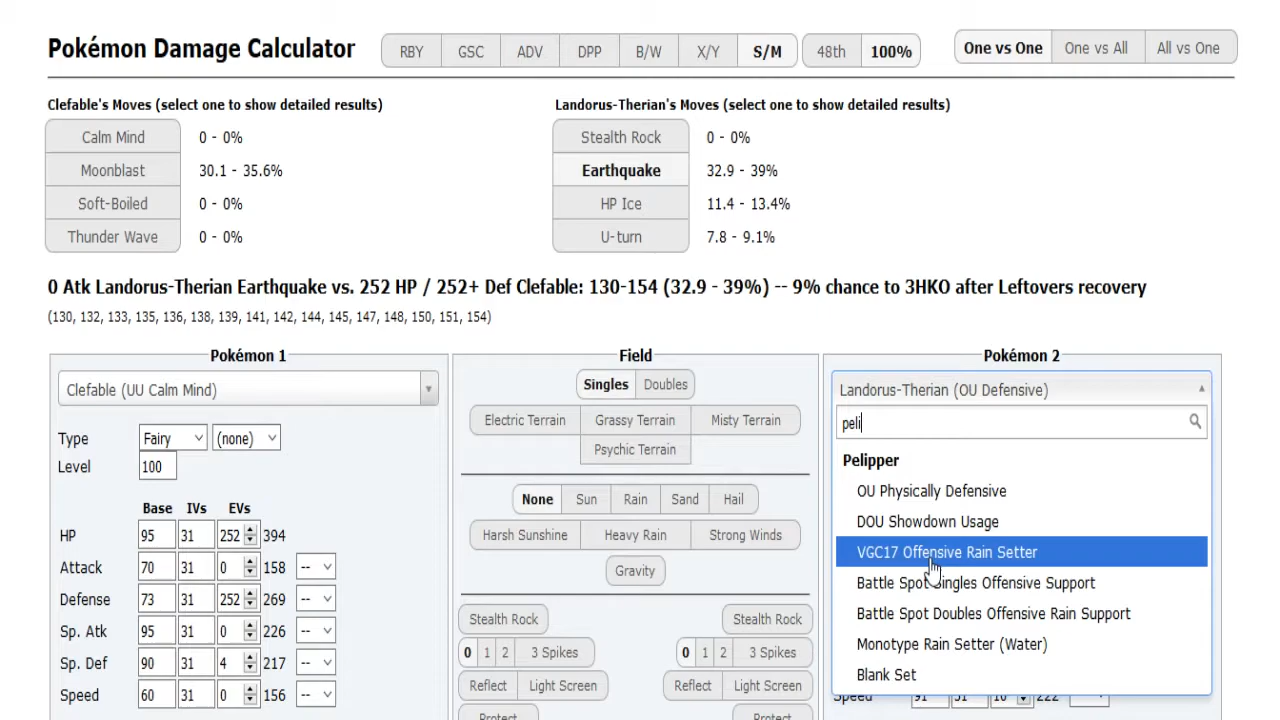 Pokémon Damage Calculator RBY GSC ADV DPP B/W X/Y S/M 48th 100% One vs One One vs All All vs One
Clefable's Moves (select one to show detailed results) Landorus-Therian's Moves (select one to show detailed results)
Calm Mind 0 - 0% Stealth Rock 0 - 0%
Moonblast 30.1 - 35.6% Earthquake 32.9 - 39%
Soft-Boiled 0 - 0% HP Ice 11.4 - 13.4%
Thunder Wave 0 - 0% U-turn 7.8 - 9.1%
0 Atk Landorus-Therian Earthquake vs. 252 HP / 252+ Def Clefable: 130-154 (32.9 - 39%) -- 9% chance to 3HKO after Leftovers recovery
(130, 132, 133, 135, 136, 138, 139, 141, 142, 144, 145, 147, 148, 150, 151, 154)
Pokémon 1
Clefable (UU Calm Mind)
Type Fairy (none)
Level 100
Base IVs EVs
HP 95 31 252 394
Attack 70 31 0 158 --
Defense 73 31 252 269 --
Sp. Atk 95 31 0 226 --
Sp. Def 90 31 4 217 --
Speed 60 31 0 156 --
Field
Singles Doubles
Electric Terrain Grassy Terrain Misty Terrain
Psychic Terrain
None Sun Rain Sand Hail
Harsh Sunshine Heavy Rain Strong Winds
Gravity
Stealth Rock Stealth Rock
0 1 2 3 Spikes 0 1 2 3 Spikes
Reflect Light Screen Reflect Light Screen
Protect Protect
Pokémon 2
Landorus-Therian (OU Defensive)
peli
Pelipper
OU Physically Defensive
DOU Showdown Usage
VGC17 Offensive Rain Setter
Battle Spot Singles Offensive Support
Battle Spot Doubles Offensive Rain Support
Monotype Rain Setter (Water)
Blank Set
Speed 91 31 16 222 --